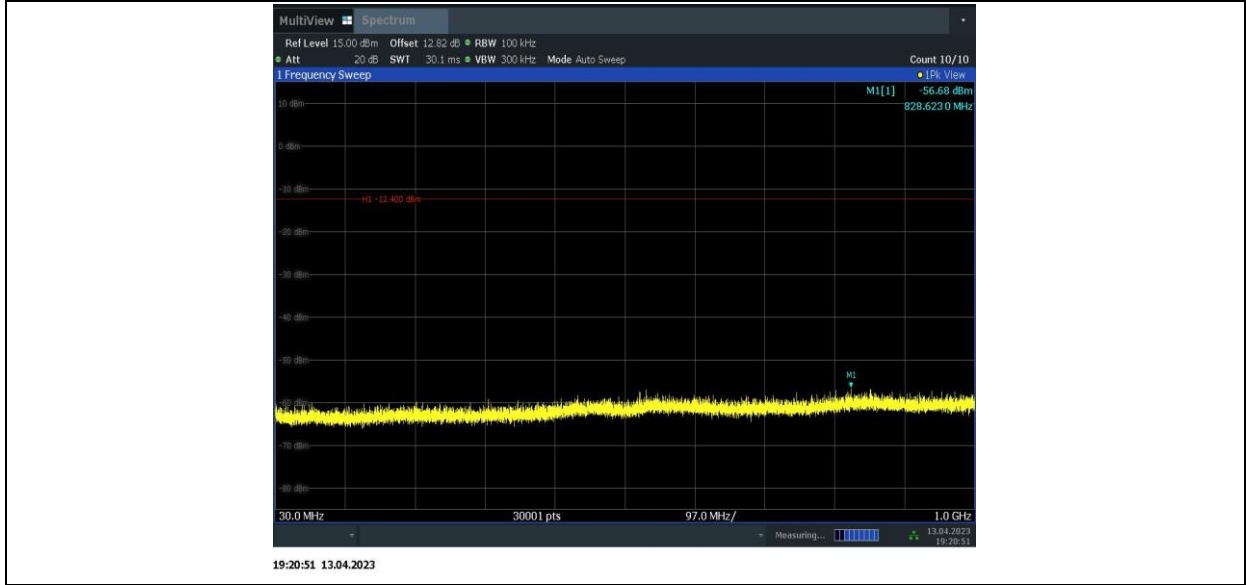 MultiView Spectrum
Ref Level 15.00 dBm Offset 12.82 dB RBW 100 kHz
Att 20 dB SWT 30.1 ms VBW 300 kHz Mode Auto Sweep Count 10/10
1 Frequency Sweep 1Pk View
M1[1] -56.68 dBm
828.623 0 MHz
10 dBm
0 dBm
-10 dBm
H1 -12.400 dBm
-20 dBm
-30 dBm
-40 dBm
-50 dBm
M1
-60 dBm
-70 dBm
-80 dBm
30.0 MHz 30001 pts 97.0 MHz/ 1.0 GHz
Measuring... 13.04.2023
19:20:51
19:20:51 13.04.2023